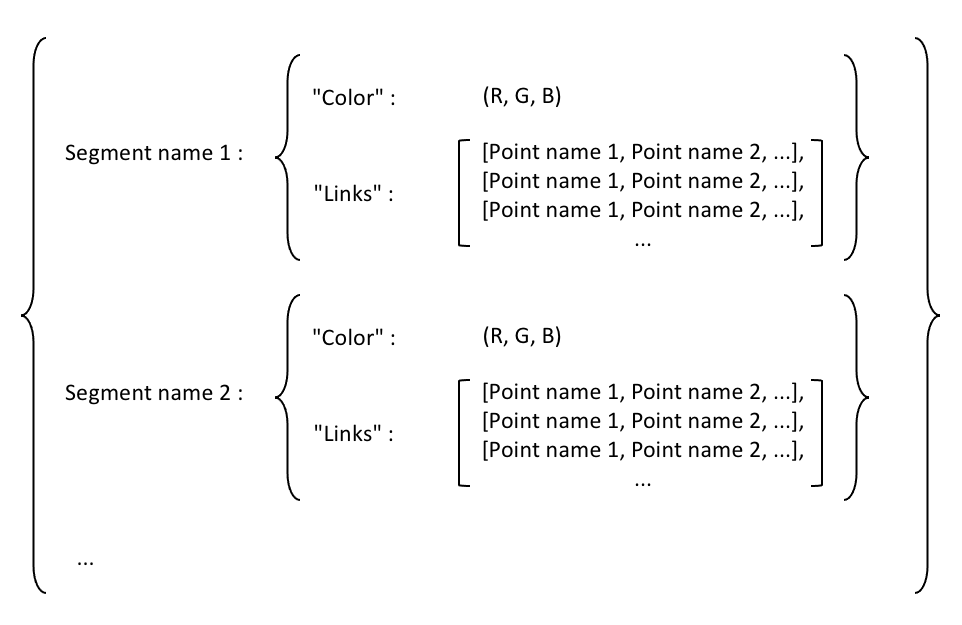 "Color" : (R, G, B)
Segment name 1 :
"Links" :
[Point name 1, Point name 2, ...],
[Point name 1, Point name 2, ...],
[Point name 1, Point name 2, ...],
...
"Color" : (R, G, B)
Segment name 2 :
"Links" :
[Point name 1, Point name 2, ...],
[Point name 1, Point name 2, ...],
[Point name 1, Point name 2, ...],
...
...